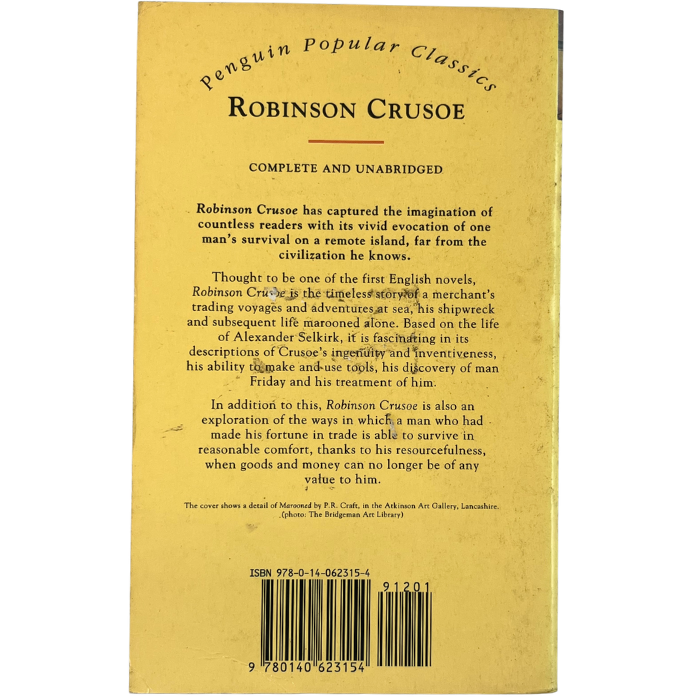 Penguin Popular Classics
ROBINSON CRUSOE
COMPLETE AND UNABRIDGED
Robinson Crusoe has captured the imagination of
countless readers with its vivid evocation of one
man's survival on a remote island, far from the
civilization he knows.
Thought to be one of the first English novels,
Robinson Crusoe is the timeless story of a merchant's
trading voyages and adventures at sea, his shipwreck
and subsequent life marooned alone. Based on the life
of Alexander Selkirk, it is fascinating in its
descriptions of Crusoe's ingenuity and inventiveness,
his ability to make and use tools, his discovery of man
Friday and his treatment of him.
In addition to this, Robinson Crusoe is also an
exploration of the ways in which a man who had
made his fortune in trade is able to survive in
reasonable comfort, thanks to his resourcefulness,
when goods and money can no longer be of any
value to him.
The cover shows a detail of Marooned by P.R. Craft, in the Atkinson Art Gallery, Lancashire.
(photo: The Bridgeman Art Library)
ISBN 978-0-14-062315-4
91201
9 780140 623154